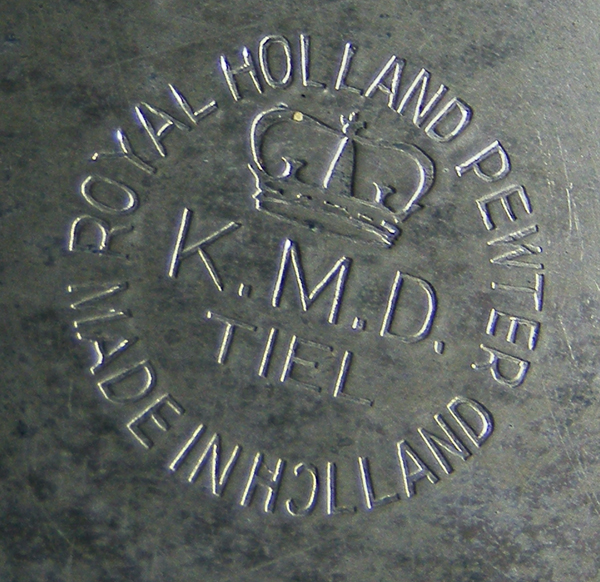 ROYAL HOLLAND PEWTER
K.M.D.
TIEL
MADE IN HOLLAND